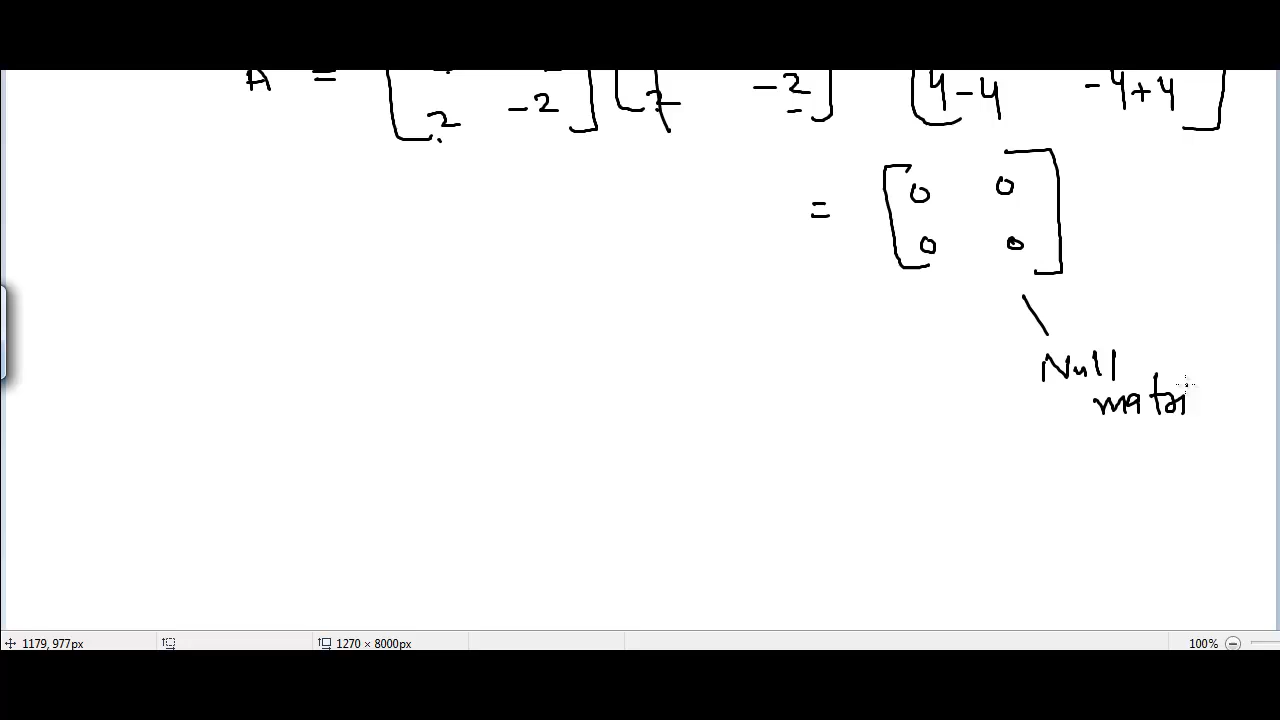 A = 2 -2 -2 4-4 -4+4
= 0 0
0 0
Null
matri
1179, 977px 1270 × 8000px 100%